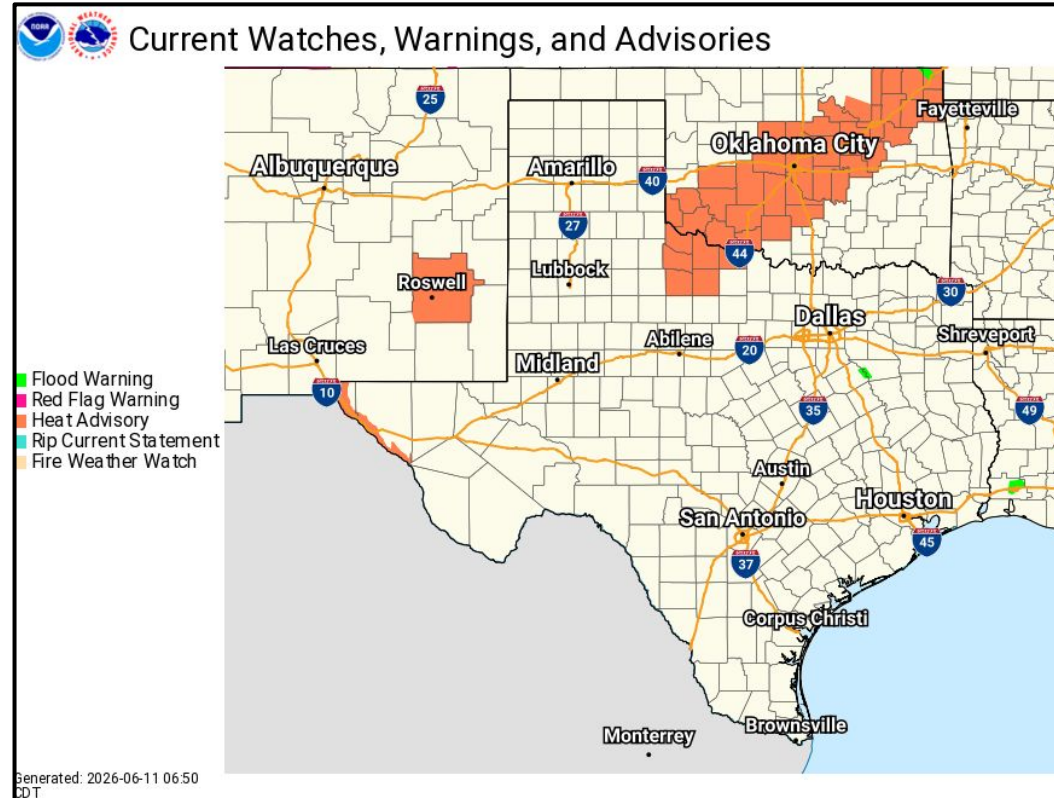 NOAA
Current Watches, Warnings, and Advisories
25
Fayetteville
Oklahoma City
Albuquerque
Amarillo
40
27
44
Lubbock
Roswell
30
Dallas
Shreveport
Abilene
Las Cruces
20
Midland
10
35
49
Flood Warning
Red Flag Warning
Heat Advisory
Rip Current Statement
Fire Weather Watch
Austin
Houston
San Antonio
45
37
Corpus Christi
Brownsville
Monterrey
Generated: 2026-06-11 06:50
CDT